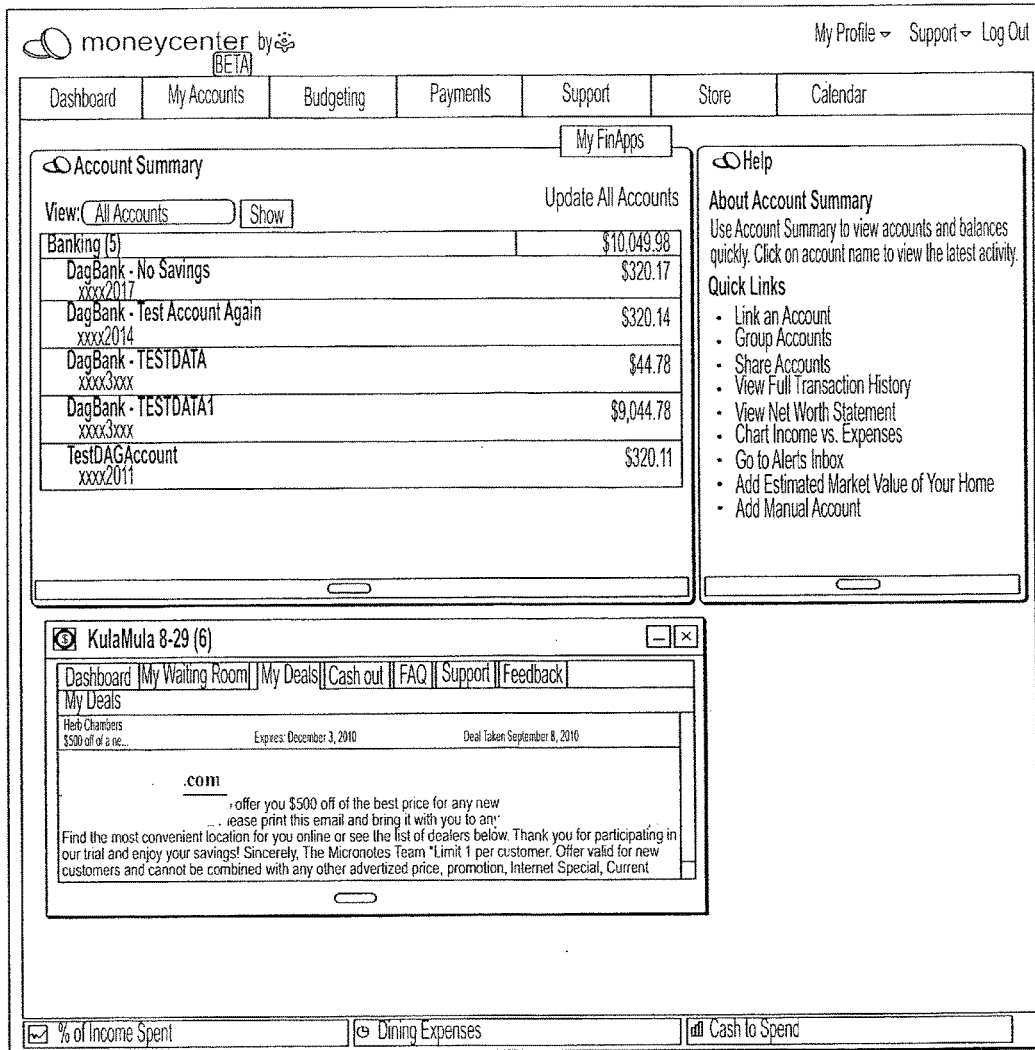 moneycenter by
BETA
My Profile Support Log Out
Dashboard My Accounts Budgeting Payments Support Store Calendar
My FinApps
Account Summary
Update All Accounts
View: All Accounts Show
Banking (5) $10,049.98
DagBank - No Savings $320.17
xxxx2017
DagBank - Test Account Again $320.14
xxxx2014
DagBank - TESTDATA $44.78
xxxx3xxx
DagBank - TESTDATA1 $9,044.78
xxxx3xxx
TestDAGAccount $320.11
xxxx2011
Help
About Account Summary
Use Account Summary to view accounts and balances
quickly. Click on account name to view the latest activity.
Quick Links
· Link an Account
· Group Accounts
· Share Accounts
· View Full Transaction History
· View Net Worth Statement
· Chart Income vs. Expenses
· Go to Alerts Inbox
· Add Estimated Market Value of Your Home
· Add Manual Account
KulaMula 8-29 (6)
Dashboard My Waiting Room My Deals Cash out FAQ Support Feedback
My Deals
Herb Chambers
$500 off of a ne... Expires: December 3, 2010 Deal Taken September 8, 2010
.com
offer you $500 off of the best price for any new
print this email and bring it with you to any
Find the most convenient location for you online or see the list of dealers below. Thank you for participating in
our trial and enjoy your savings! Sincerely, The Micronotes Team *Limit 1 per customer. Offer valid for new
customers and cannot be combined with any other advertized price, promotion, Internet Special, Current
% of Income Spent Dining Expenses Cash to Spend